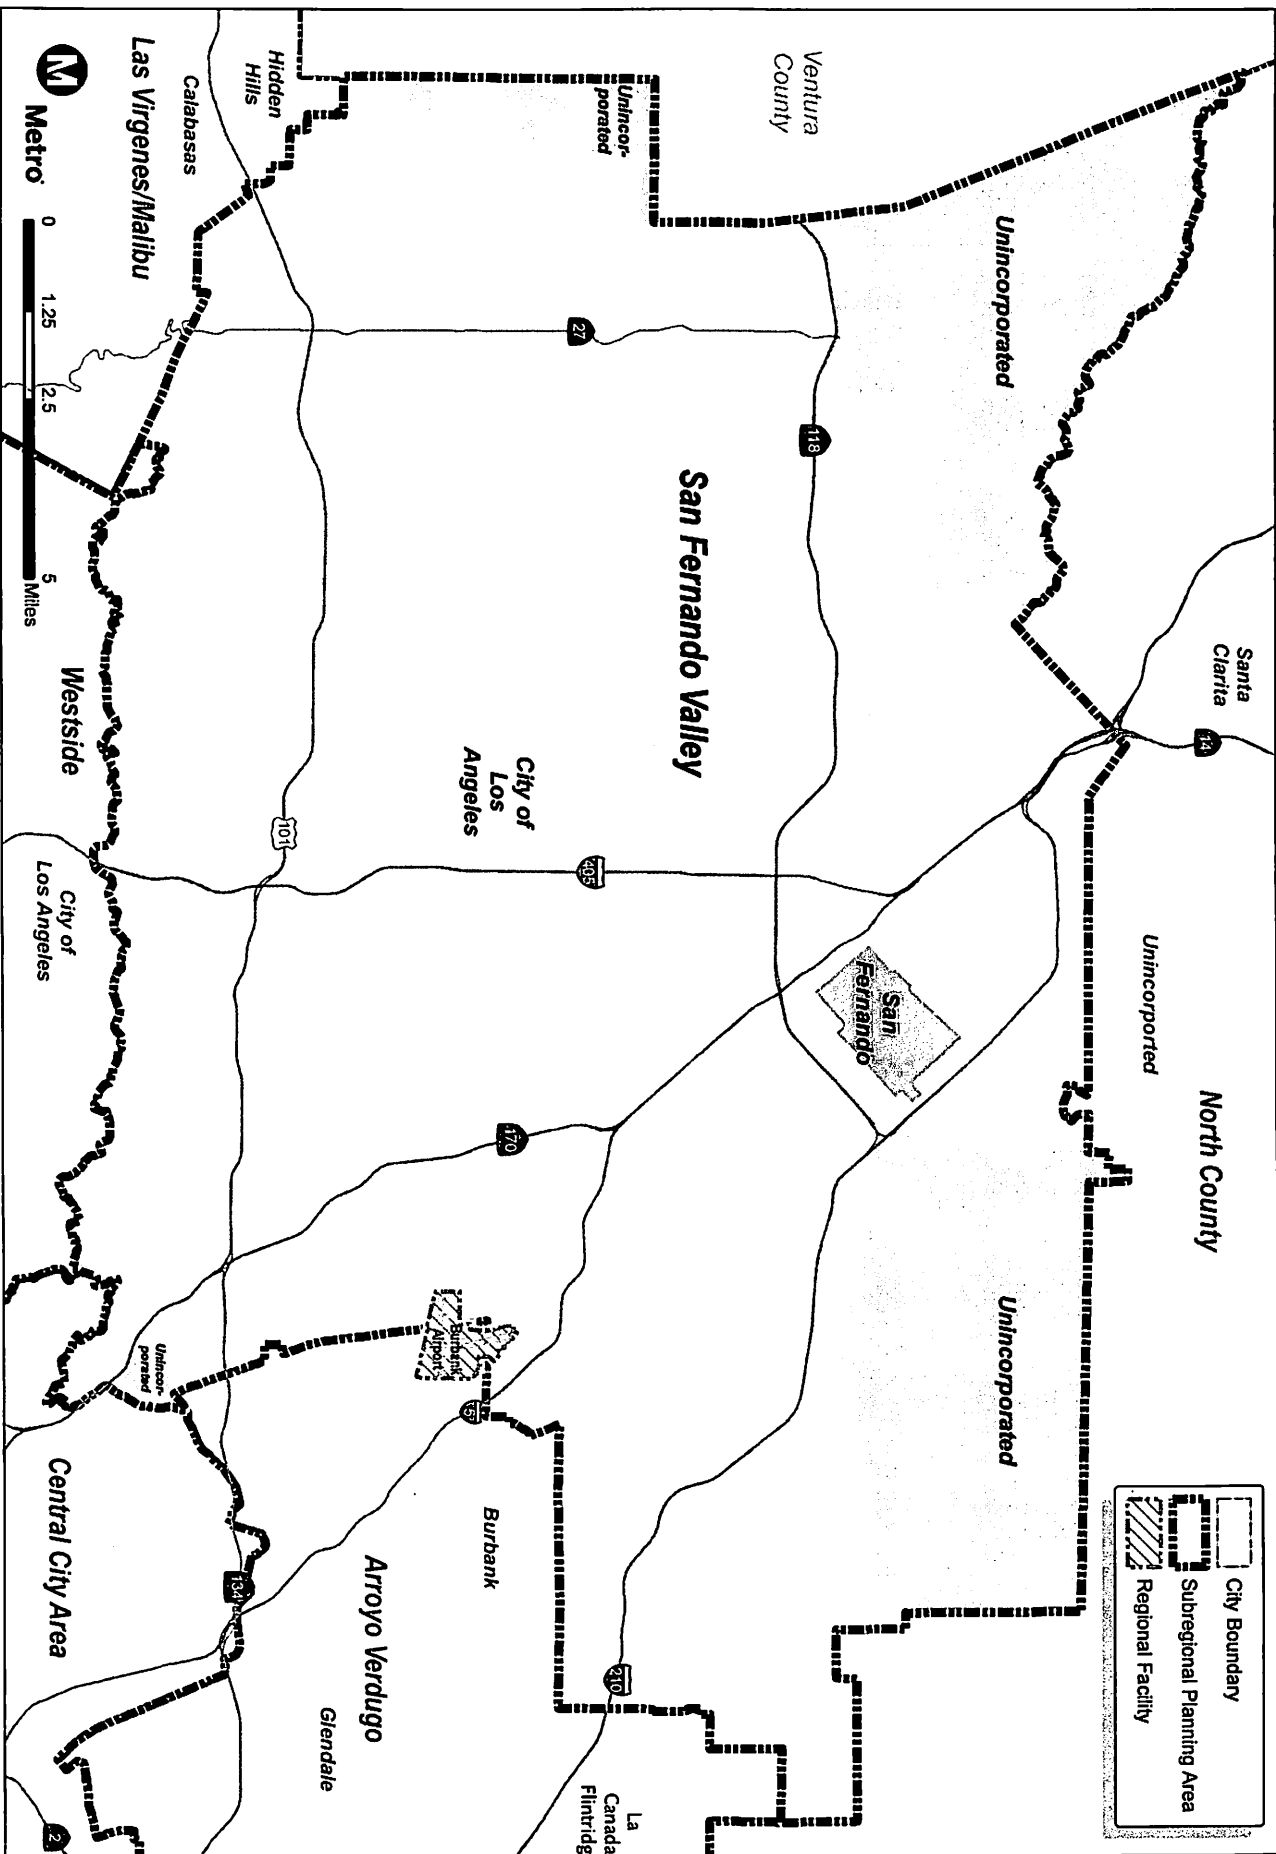 City Boundary
Subregional Planning Area
Regional Facility
Santa
Clarita
14
Unincorported
North County
Ventura
County
Unincorporated
Unincorporated
Unincor-
porated
118
San
Fernando
San Fernando Valley
27
City of
Los
Angeles
405
170
Burbank
Airport
5
Burbank
210
La
Canada
Flintridg
Hidden
Hills
Calabasas
101
134
Arroyo Verdugo
Glendale
Las Virgenes/Malibu
Westside
City of
Los Angeles
Unincor-
porated
Central City Area
2
M
Metro
0 1.25 2.5 5
Miles